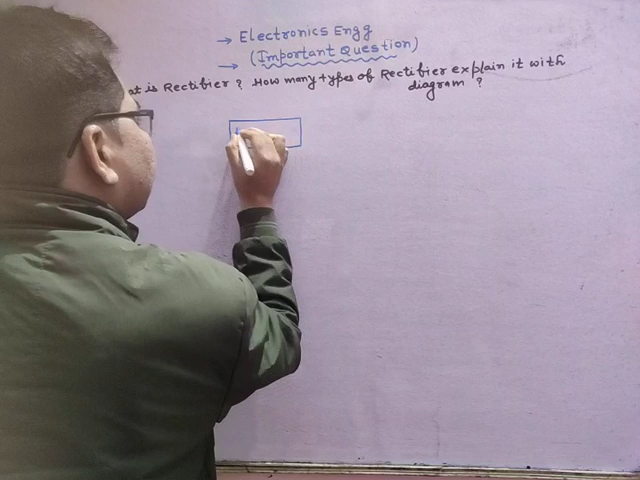 → Electronics Engg
→ (Important Question)
at is Rectifier ? How many types of Rectifier explain it with
diagram ?